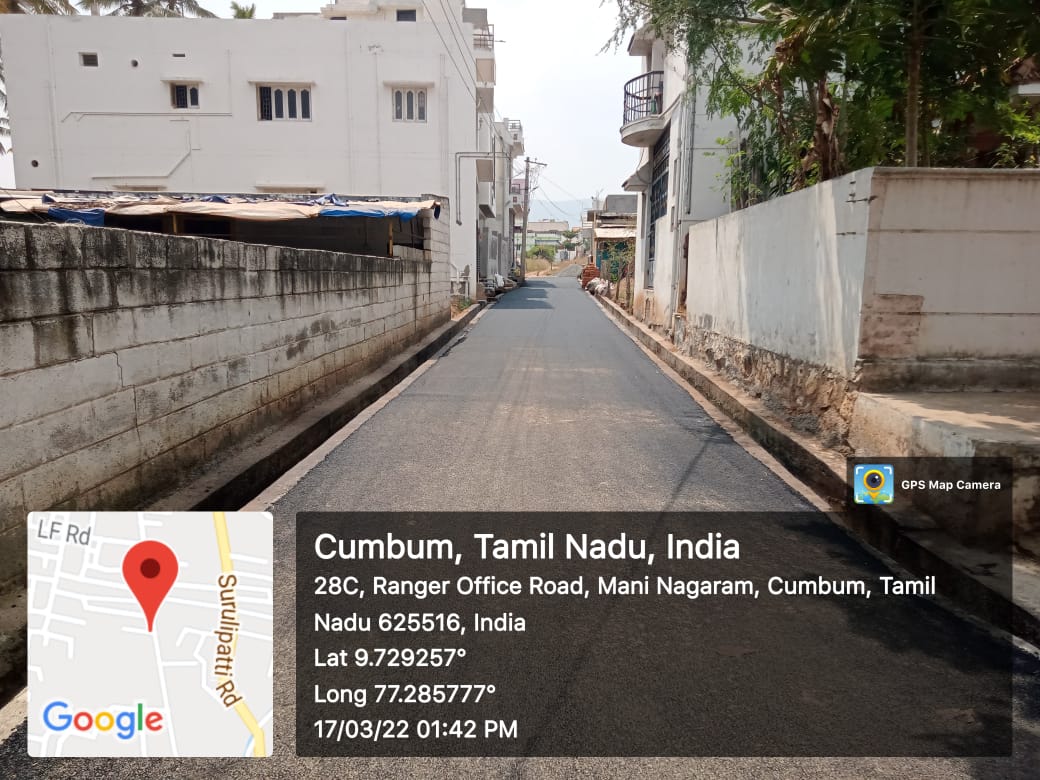 GPS Map Camera
LF Rd
Surulipatti Rd
Google
Cumbum, Tamil Nadu, India
28C, Ranger Office Road, Mani Nagaram, Cumbum, Tamil
Nadu 625516, India
Lat 9.729257°
Long 77.285777°
17/03/22 01:42 PM